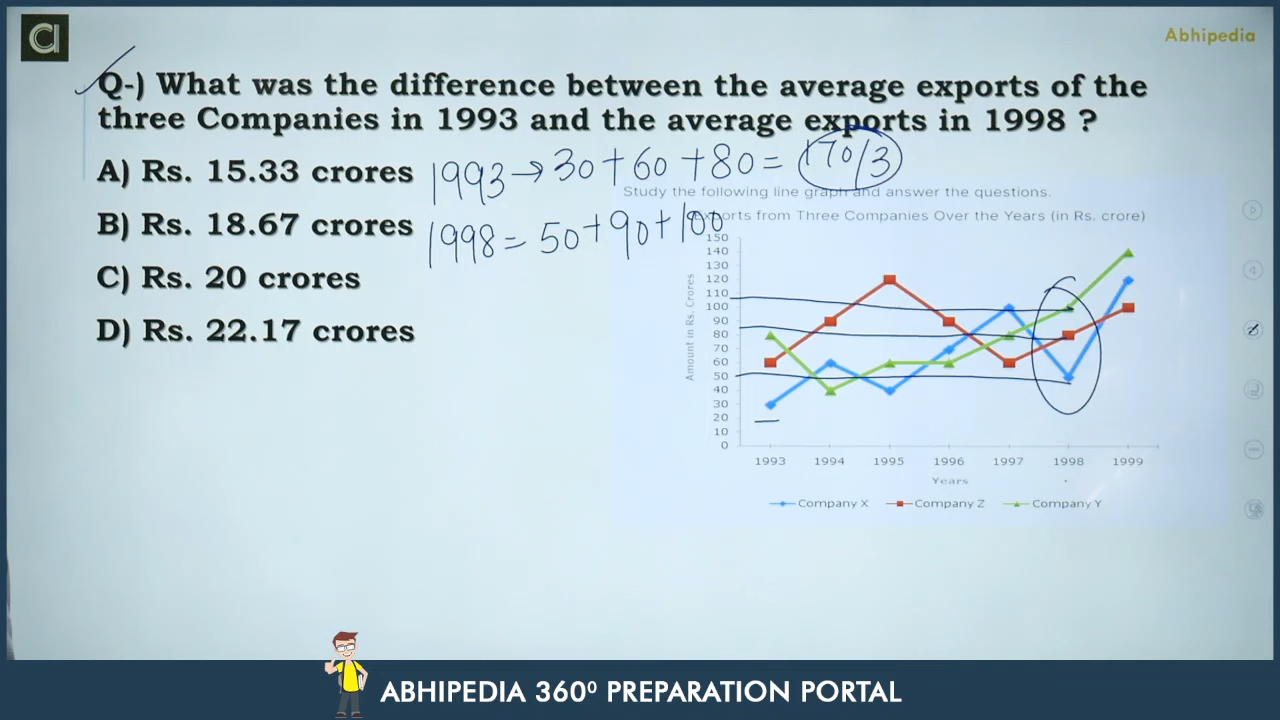 CI
Abhipedia
Q-) What was the difference between the average exports of the
three Companies in 1993 and the average exports in 1998 ?
A) Rs. 15.33 crores
B) Rs. 18.67 crores
C) Rs. 20 crores
D) Rs. 22.17 crores
1993 → 30 + 60 + 80 = 170/3
1998 = 50 + 90 + 100
Study the following line graph and answer the questions.
Exports from Three Companies Over the Years (in Rs. crore)
Amount in Rs. Crores
150
140
130
120
110
100
90
80
70
60
50
40
30
20
10
0
1993 1994 1995 1996 1997 1998 1999
Years
Company X Company Z Company Y
ABHIPEDIA 360⁰ PREPARATION PORTAL